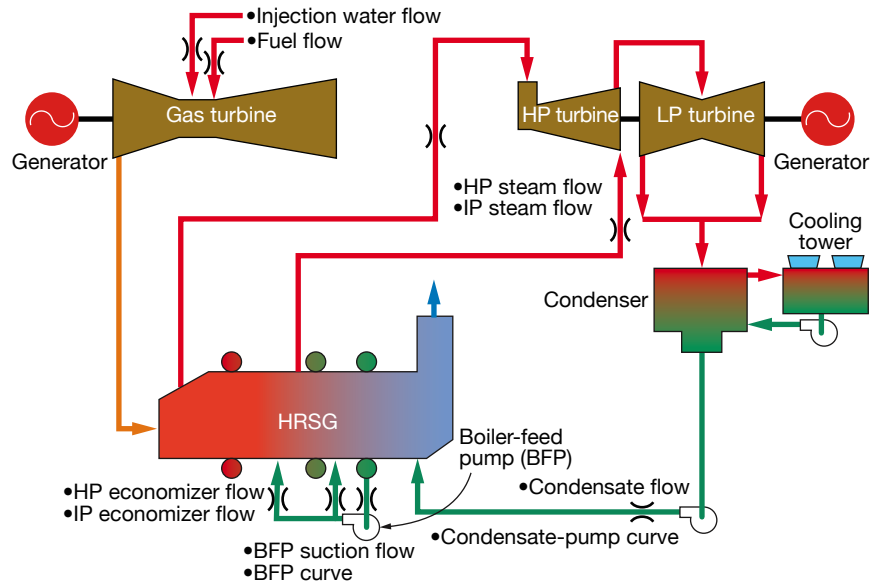 •Injection water flow
•Fuel flow
Gas turbine
HP turbine
LP turbine
Generator
Generator
•HP steam flow
•IP steam flow
Cooling
tower
Condenser
HRSG
Boiler-feed
pump (BFP)
•HP economizer flow
•IP economizer flow
•Condensate flow
•Condensate-pump curve
•BFP suction flow
•BFP curve